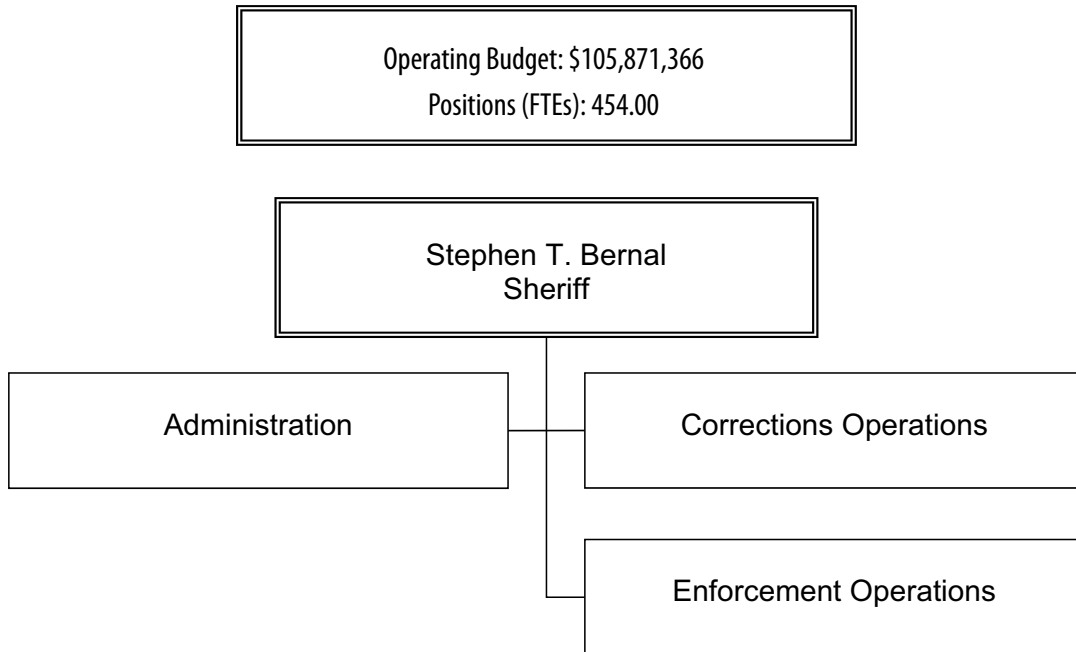 Operating Budget: $105,871,366
Positions (FTEs): 454.00
Stephen T. Bernal
Sheriff
Administration
Corrections Operations
Enforcement Operations